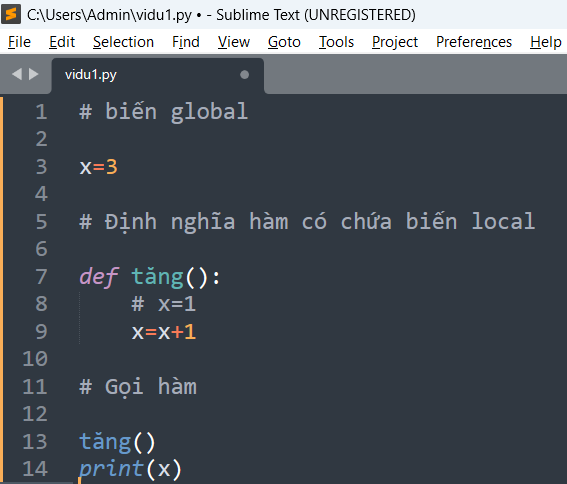 C:\Users\Admin\vidu1.py • - Sublime Text (UNREGISTERED)
File Edit Selection Find View Goto Tools Project Preferences Help
vidu1.py
1 # biến global
2
3 x=3
4
5 # Định nghĩa hàm có chứa biến local
6
7 def tăng():
8 # x=1
9 x=x+1
10
11 # Gọi hàm
12
13 tăng()
14 print(x)